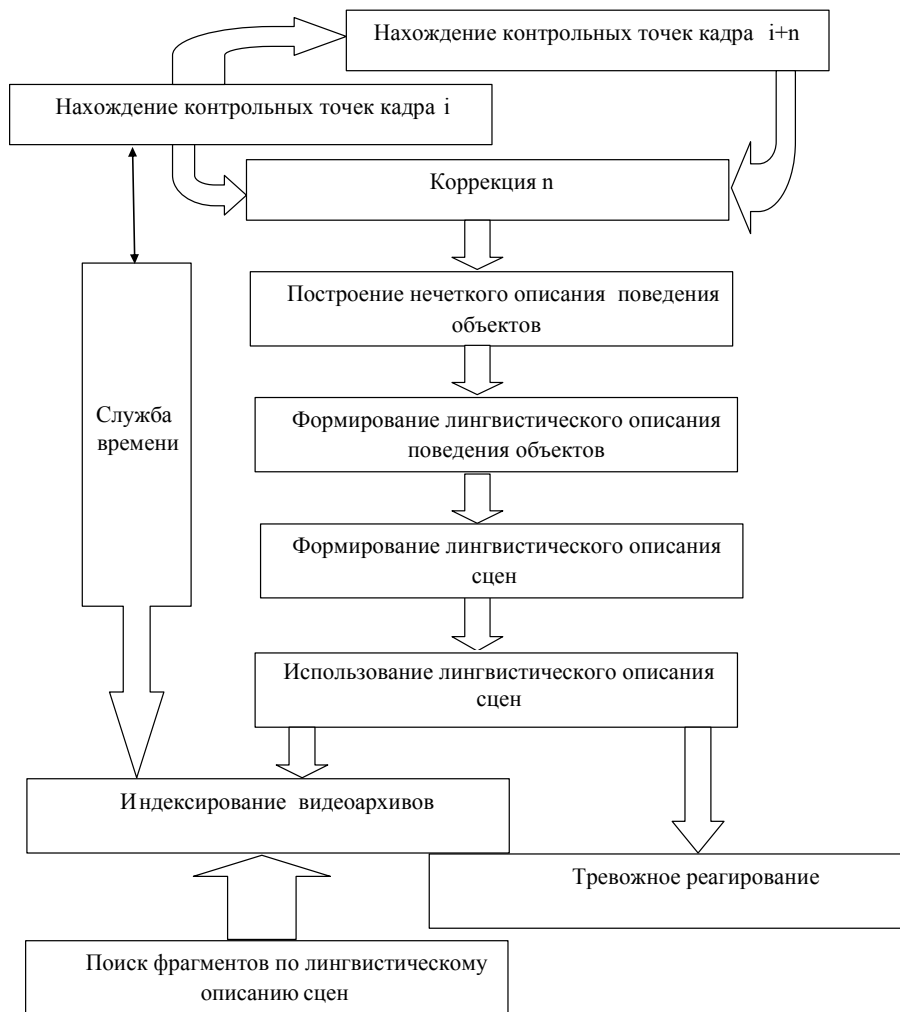 Нахождение контрольных точек кадра i+n
Нахождение контрольных точек кадра i
Коррекция n
Построение нечеткого описания поведения
объектов
Служба
времени
Формирование лингвистического описания
поведения объектов
Формирование лингвистического описания
сцен
Использование лингвистического описания
сцен
Индексирование видеоархивов
Тревожное реагирование
Поиск фрагментов по лингвистическому
описанию сцен